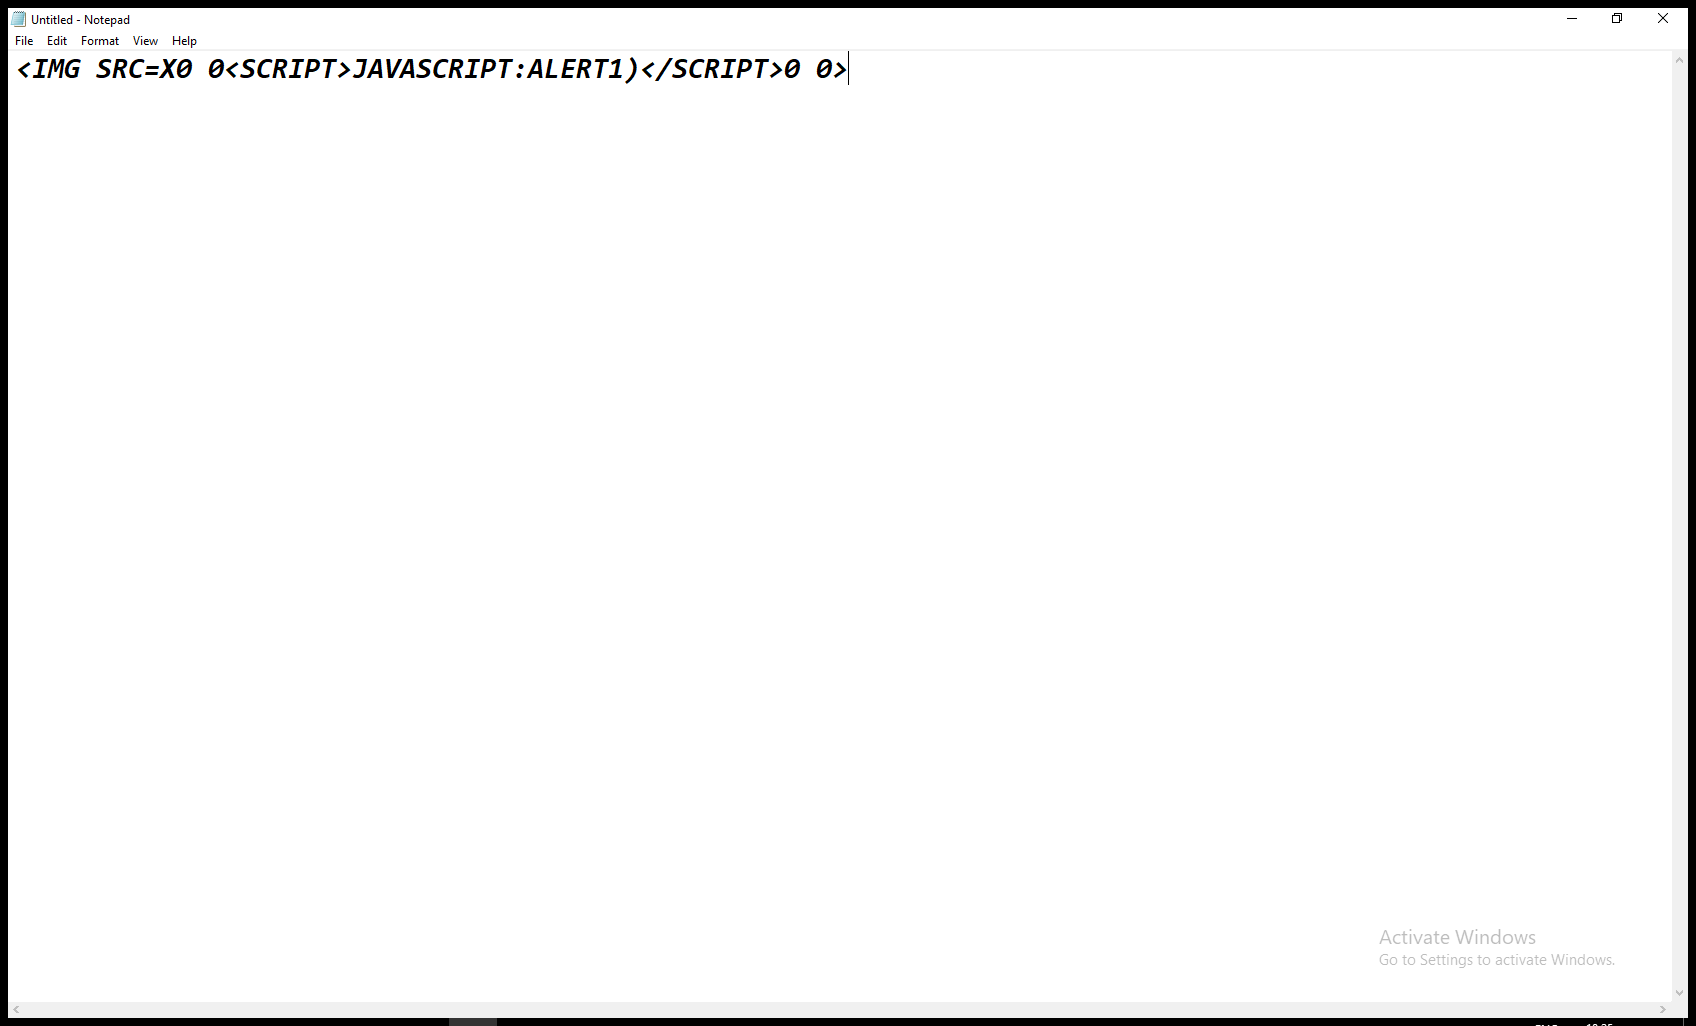 Untitled - Notepad
File Edit Format View Help
<IMG SRC=X0 0<SCRIPT>JAVASCRIPT:ALERT1)</SCRIPT>0 0>
Activate Windows
Go to Settings to activate Windows.